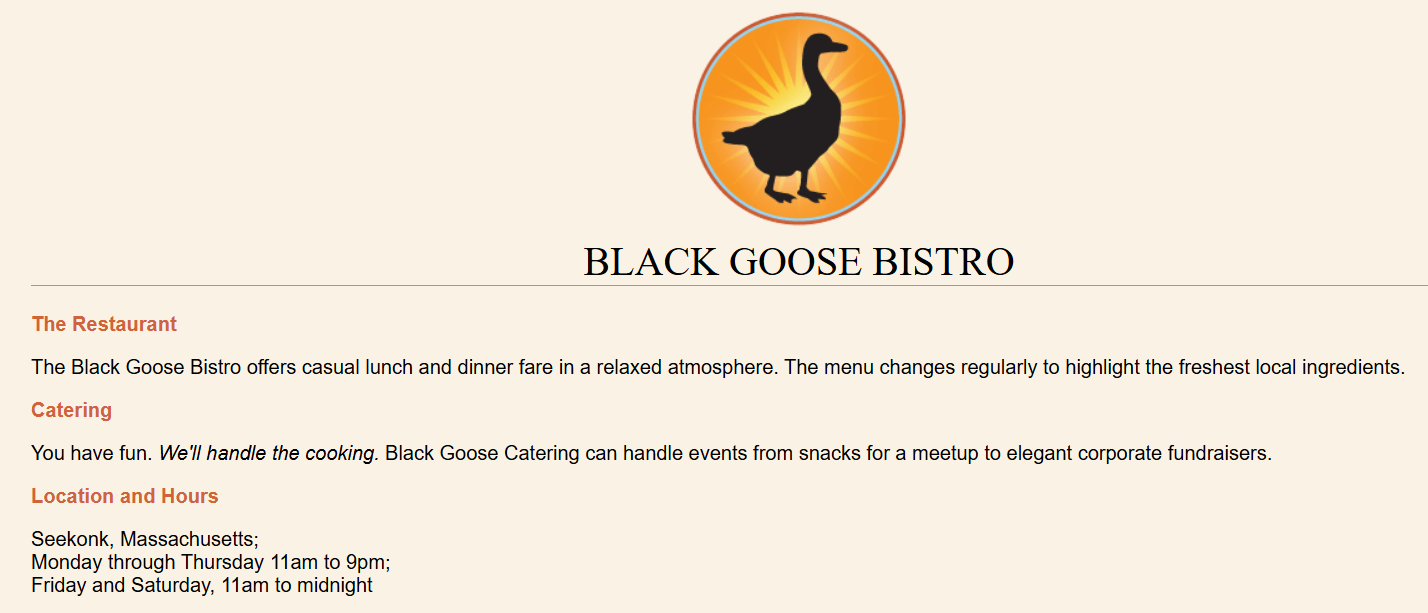 BLACK GOOSE BISTRO
The Restaurant
The Black Goose Bistro offers casual lunch and dinner fare in a relaxed atmosphere. The menu changes regularly to highlight the freshest local ingredients.
Catering
You have fun. We'll handle the cooking. Black Goose Catering can handle events from snacks for a meetup to elegant corporate fundraisers.
Location and Hours
Seekonk, Massachusetts;
Monday through Thursday 11am to 9pm;
Friday and Saturday, 11am to midnight